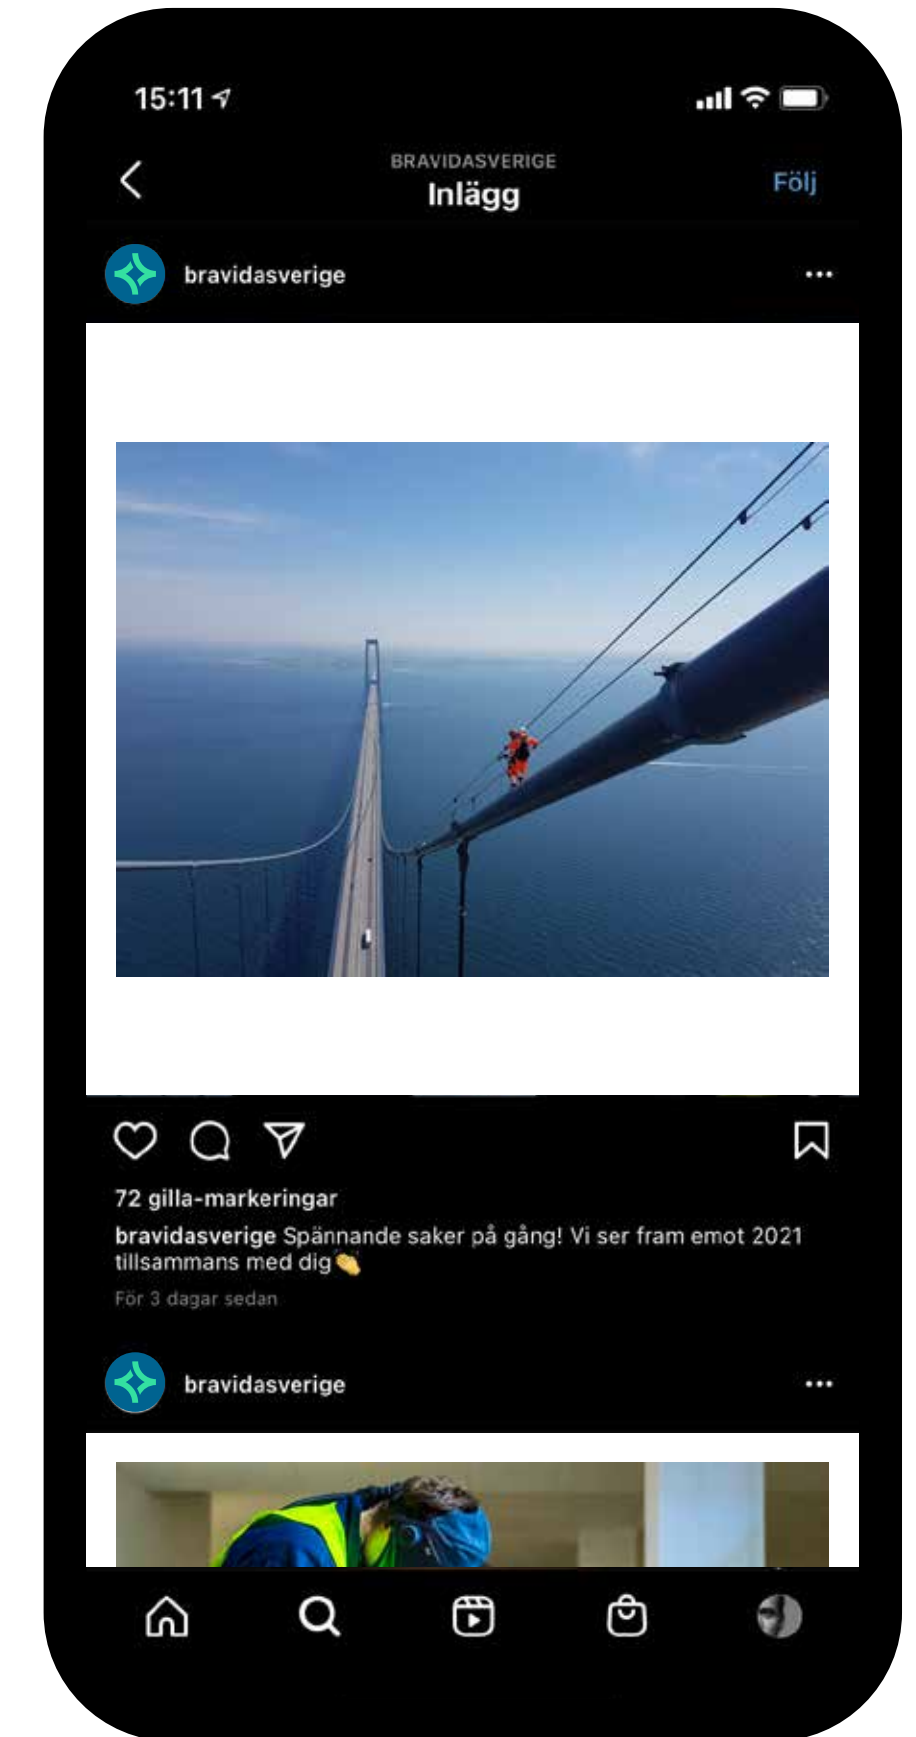 15:11
BRAVIDASVERIGE
Inlägg
Följ
bravidasverige
72 gilla-markeringar
bravidasverige Spännande saker på gång! Vi ser fram emot 2021
tillsammans med dig👏
För 3 dagar sedan
bravidasverige